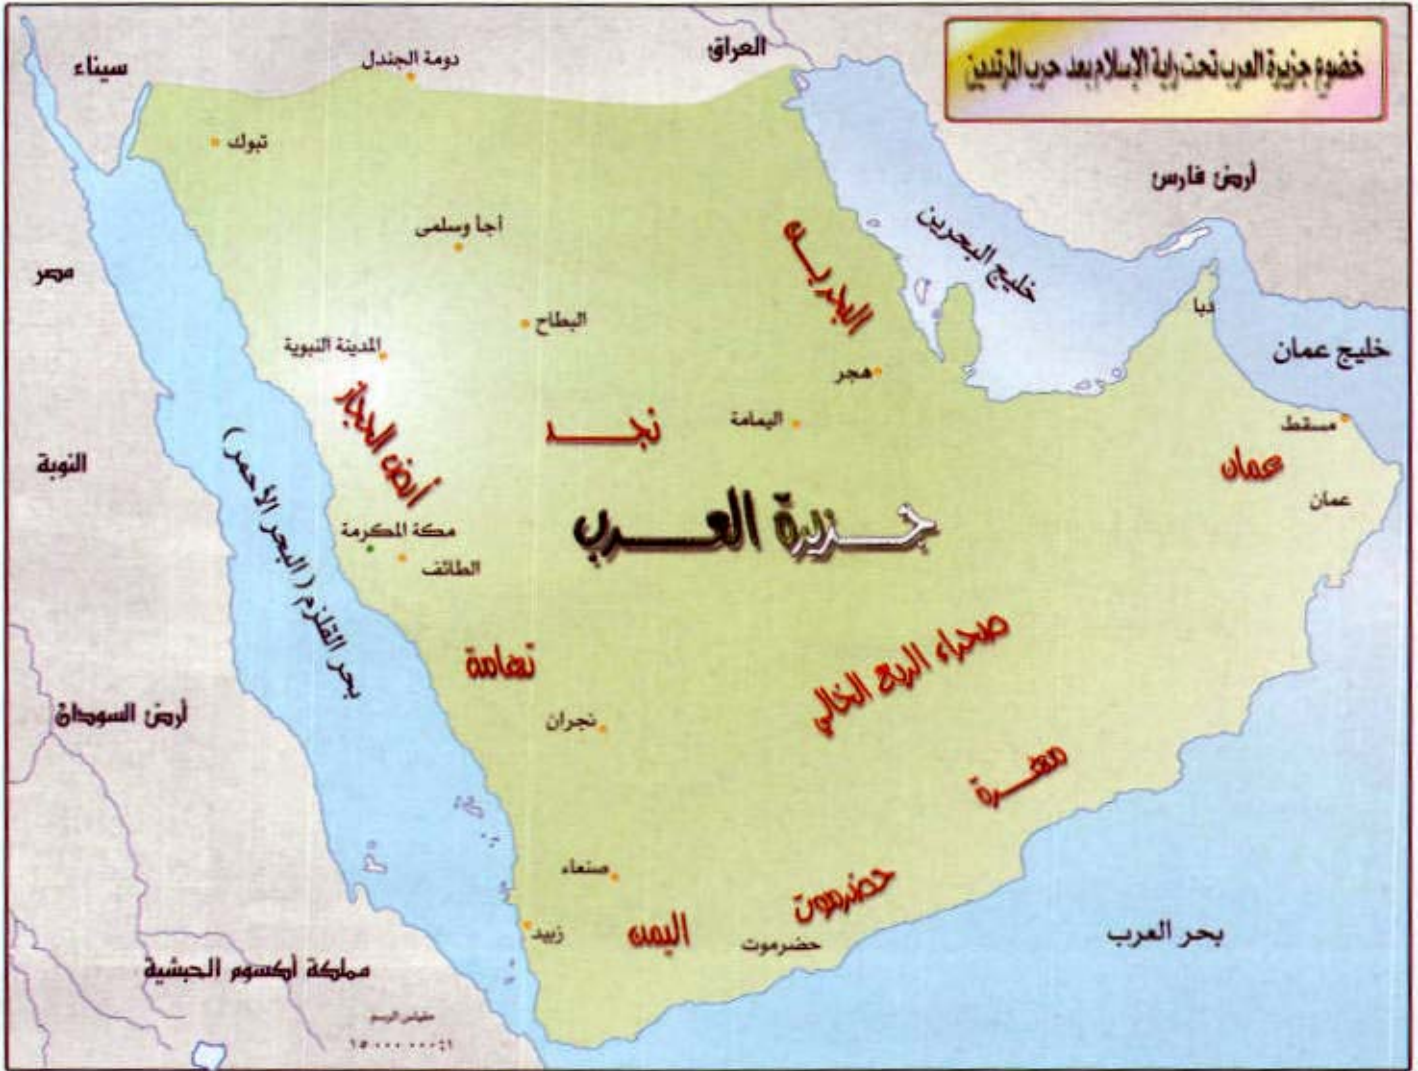 خضوع جزيرة العرب تحت راية الإسلام بعد حرب المرتدين
العراق
دومة الجندل
سيناء
تبوك
أرض فارس
أجأ وسلمى
خليج البحرين
البحرين
مصر
دبا
البطاح
المدينة النبوية
خليج عمان
هجر
أرض الحجاز
نجد
اليمامة
مسقط
عمان
النوبة
عمان
جزيرة العرب
مكة المكرمة
الطائف
بحر القلزم (البحر الأحمر)
صحراء الربع الخالي
تهامة
نجران
أرض السودان
مهرة
صنعاء
حضرموت
زبيد
اليمن
حضرموت
بحر العرب
مملكة أكسوم الحبشية
مقياس الرسم
١:١٥٠٠٠٠٠٠